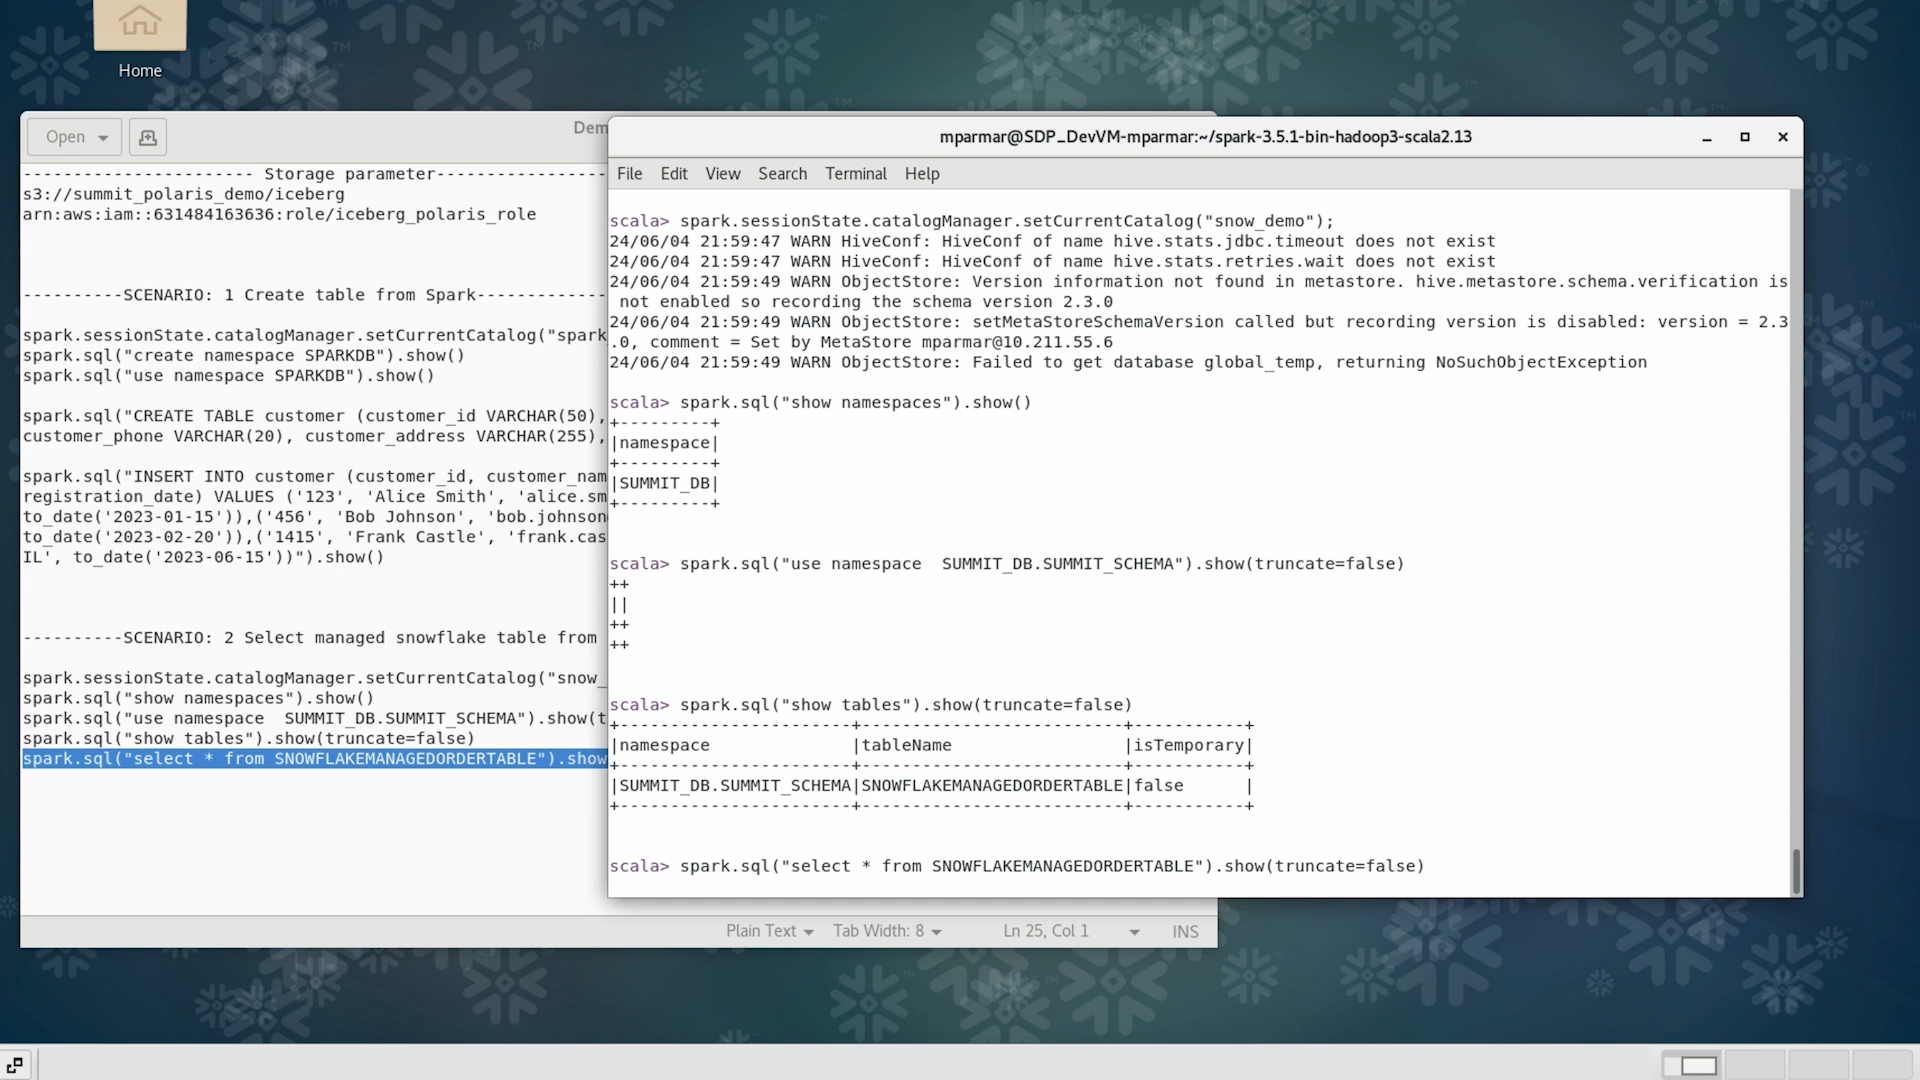 Home
Open
Dem
----------------------- Storage parameter-----------------
s3://summit_polaris_demo/iceberg
arn:aws:iam::631484163636:role/iceberg_polaris_role
----------SCENARIO: 1 Create table from Spark-------------
spark.sessionState.catalogManager.setCurrentCatalog("spark
spark.sql("create namespace SPARKDB").show()
spark.sql("use namespace SPARKDB").show()
spark.sql("CREATE TABLE customer (customer_id VARCHAR(50),
customer_phone VARCHAR(20), customer_address VARCHAR(255),
spark.sql("INSERT INTO customer (customer_id, customer_nam
registration_date) VALUES ('123', 'Alice Smith', 'alice.sm
to_date('2023-01-15')),('456', 'Bob Johnson', 'bob.johnson
to_date('2023-02-20')),('1415', 'Frank Castle', 'frank.cas
IL', to_date('2023-06-15'))").show()
----------SCENARIO: 2 Select managed snowflake table from
spark.sessionState.catalogManager.setCurrentCatalog("snow_
spark.sql("show namespaces").show()
spark.sql("use namespace  SUMMIT_DB.SUMMIT_SCHEMA").show(t
spark.sql("show tables").show(truncate=false)
spark.sql("select * from SNOWFLAKEMANAGEDORDERTABLE").show
Plain Text Tab Width: 8 Ln 25, Col 1 INS
mparmar@SDP_DevVM-mparmar:~/spark-3.5.1-bin-hadoop3-scala2.13
File Edit View Search Terminal Help
scala> spark.sessionState.catalogManager.setCurrentCatalog("snow_demo");
24/06/04 21:59:47 WARN HiveConf: HiveConf of name hive.stats.jdbc.timeout does not exist
24/06/04 21:59:47 WARN HiveConf: HiveConf of name hive.stats.retries.wait does not exist
24/06/04 21:59:49 WARN ObjectStore: Version information not found in metastore. hive.metastore.schema.verification is
 not enabled so recording the schema version 2.3.0
24/06/04 21:59:49 WARN ObjectStore: setMetaStoreSchemaVersion called but recording version is disabled: version = 2.3
.0, comment = Set by MetaStore mparmar@10.211.55.6
24/06/04 21:59:49 WARN ObjectStore: Failed to get database global_temp, returning NoSuchObjectException
scala> spark.sql("show namespaces").show()
+---------+
|namespace|
+---------+
|SUMMIT_DB|
+---------+
scala> spark.sql("use namespace  SUMMIT_DB.SUMMIT_SCHEMA").show(truncate=false)
++
||
++
++
scala> spark.sql("show tables").show(truncate=false)
+-----------------------+--------------------------+-----------+
|namespace              |tableName                 |isTemporary|
+-----------------------+--------------------------+-----------+
|SUMMIT_DB.SUMMIT_SCHEMA|SNOWFLAKEMANAGEDORDERTABLE|false      |
+-----------------------+--------------------------+-----------+
scala> spark.sql("select * from SNOWFLAKEMANAGEDORDERTABLE").show(truncate=false)